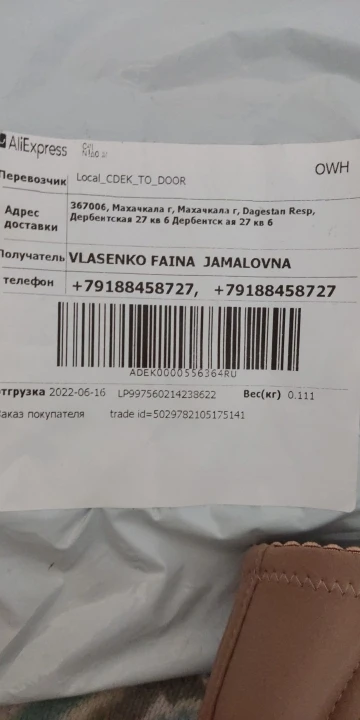 AliExpress
OWH
Перевозчик Local_CDEK_TO_DOOR
Адрес доставки 367006, Махачкала г, Махачкала г, Dagestan Resp,
Дербентская 27 кв 6 Дербентск ая 27 кв 6
Получатель VLASENKO FAINA JAMALOVNA
телефон +79188458727, +79188458727
ADEK0000556364RU
отгрузка 2022-06-16 LP997560214238622 Вес(кг) 0.111
Заказ покупателя trade id=5029782105175141